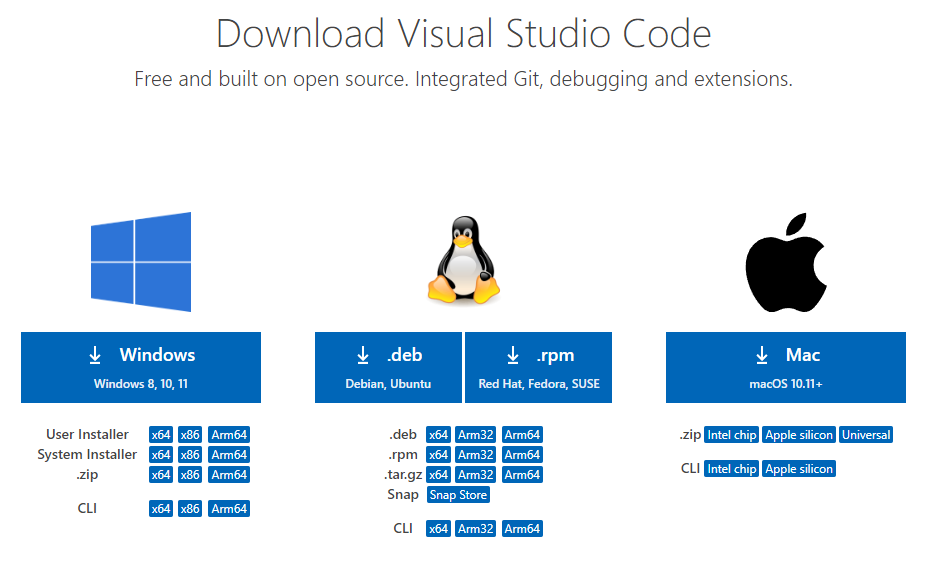 Download Visual Studio Code
Free and built on open source. Integrated Git, debugging and extensions.
Windows
Windows 8, 10, 11
User Installer x64 x86 Arm64
System Installer x64 x86 Arm64
.zip x64 x86 Arm64
CLI x64 x86 Arm64
.deb
Debian, Ubuntu
.rpm
Red Hat, Fedora, SUSE
.deb x64 Arm32 Arm64
.rpm x64 Arm32 Arm64
.tar.gz x64 Arm32 Arm64
Snap Snap Store
CLI x64 Arm32 Arm64
Mac
macOS 10.11+
.zip Intel chip Apple silicon Universal
CLI Intel chip Apple silicon